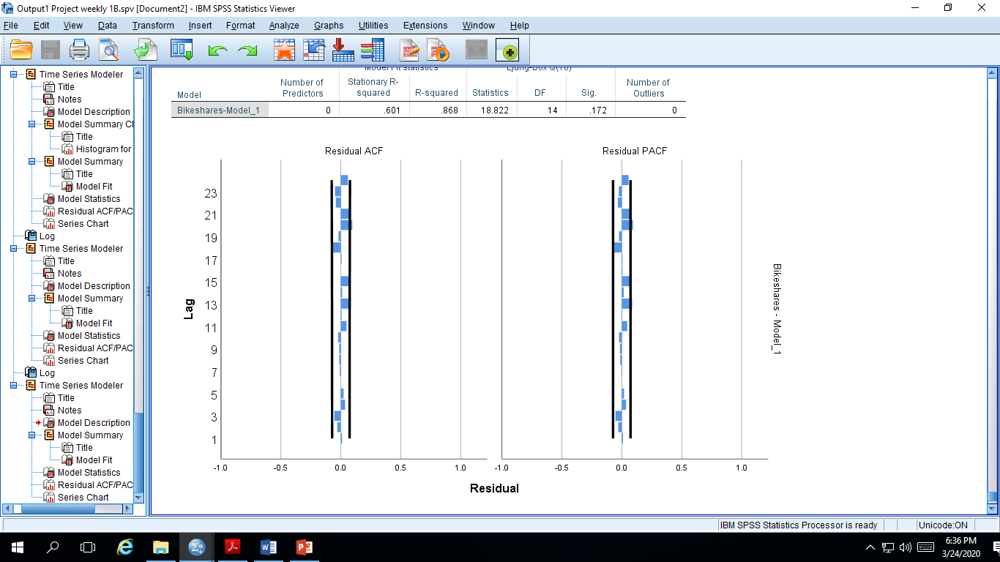 Output1 Project weekly 1B.spv [Document2] - IBM SPSS Statistics Viewer
File Edit View Data Transform Insert Format Analyze Graphs Utilities Extensions Window Help
Time Series Modeler
Title
Notes
Model Description
Model Summary Cl
Title
Histogram for
Model Summary
Title
Model Fit
Model Statistics
Residual ACF/PAC
Series Chart
Log
Time Series Modeler
Title
Notes
Model Description
Model Summary
Title
Model Fit
Model Statistics
Residual ACF/PAC
Series Chart
Log
Time Series Modeler
Title
Notes
Model Description
Model Summary
Title
Model Fit
Model Statistics
Residual ACF/PAC
Series Chart
Model Fit statistics Ljung-Box Q(18)
Model
Number of
Predictors
Stationary R-
squared
R-squared
Statistics
DF
Sig.
Number of
Outliers
Bikeshares-Model_1 0 .601 .868 18.822 14 .172 0
Residual ACF
Residual PACF
Lag
23
21
19
17
15
13
11
9
7
5
3
1
-1.0 -0.5 0.0 0.5 1.0
-1.0 -0.5 0.0 0.5 1.0
Residual
Bikeshares - Model_1
IBM SPSS Statistics Processor is ready
Unicode:ON
6:36 PM
3/24/2020